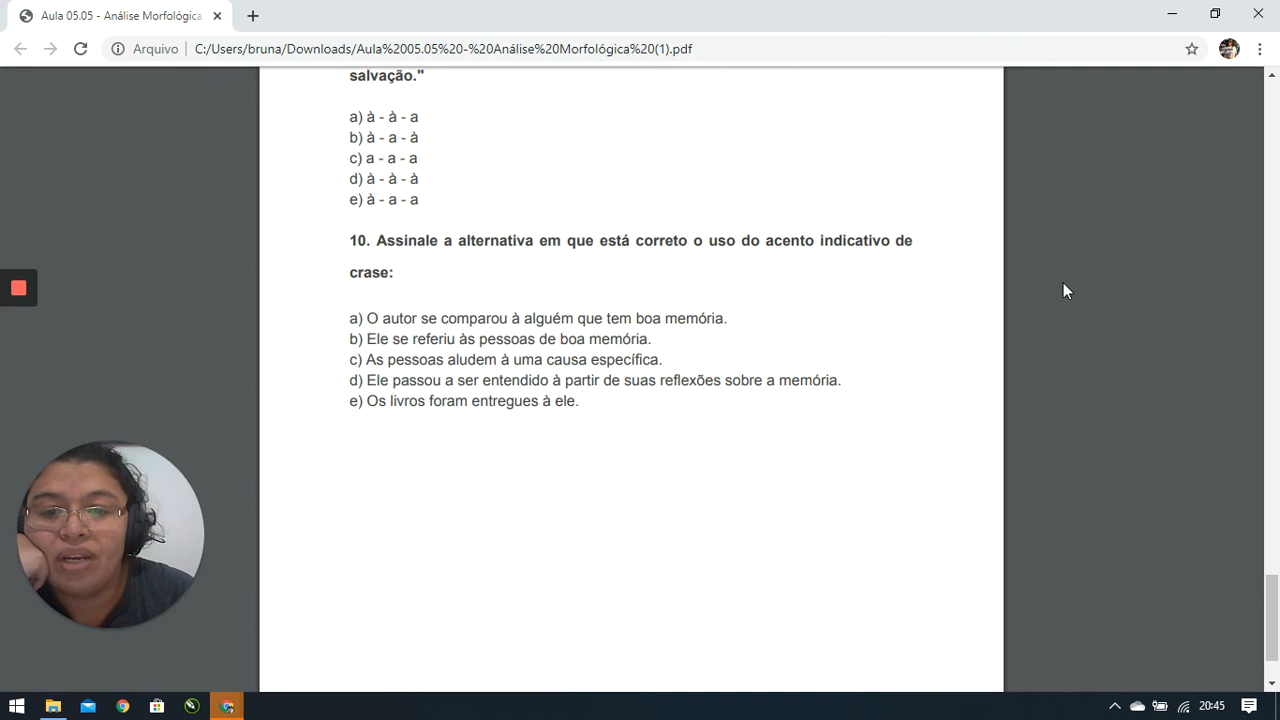 Aula 05.05 - Análise Morfológica
Arquivo
C:/Users/bruna/Downloads/Aula%2005.05%20-%20Análise%20Morfológica%20(1).pdf
salvação."
a) à - à - a
b) à - a - à
c) a - a - a
d) à - à - à
e) à - a - a
10. Assinale a alternativa em que está correto o uso do acento indicativo de
crase:
a) O autor se comparou à alguém que tem boa memória.
b) Ele se referiu às pessoas de boa memória.
c) As pessoas aludem à uma causa específica.
d) Ele passou a ser entendido à partir de suas reflexões sobre a memória.
e) Os livros foram entregues à ele.
20:45